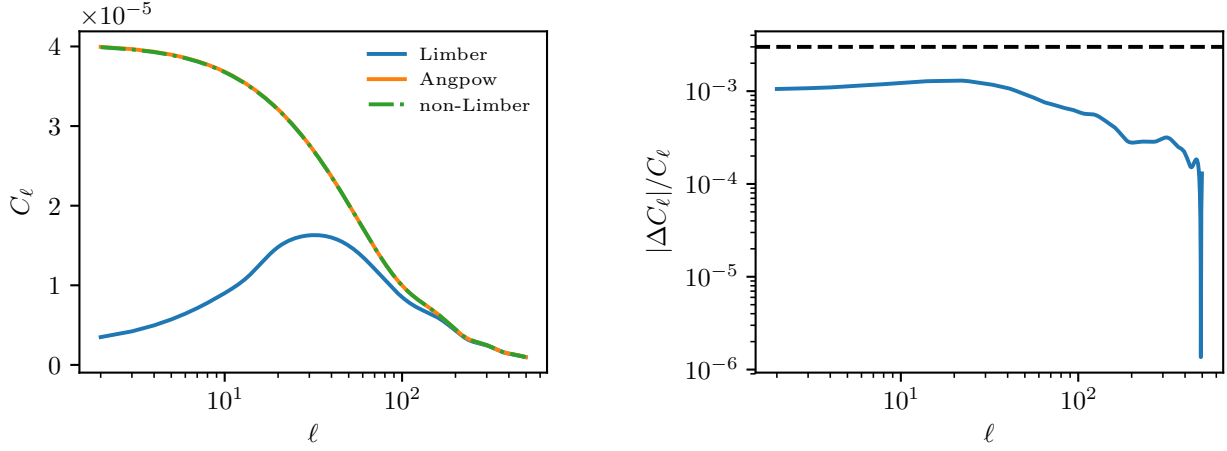 ×10⁻⁵
4
3
2
1
0
C_ℓ
10¹
10²
ℓ
Limber
Angpow
non-Limber
10⁻³
10⁻⁴
10⁻⁵
10⁻⁶
|ΔC_ℓ|/C_ℓ
10¹
10²
ℓ